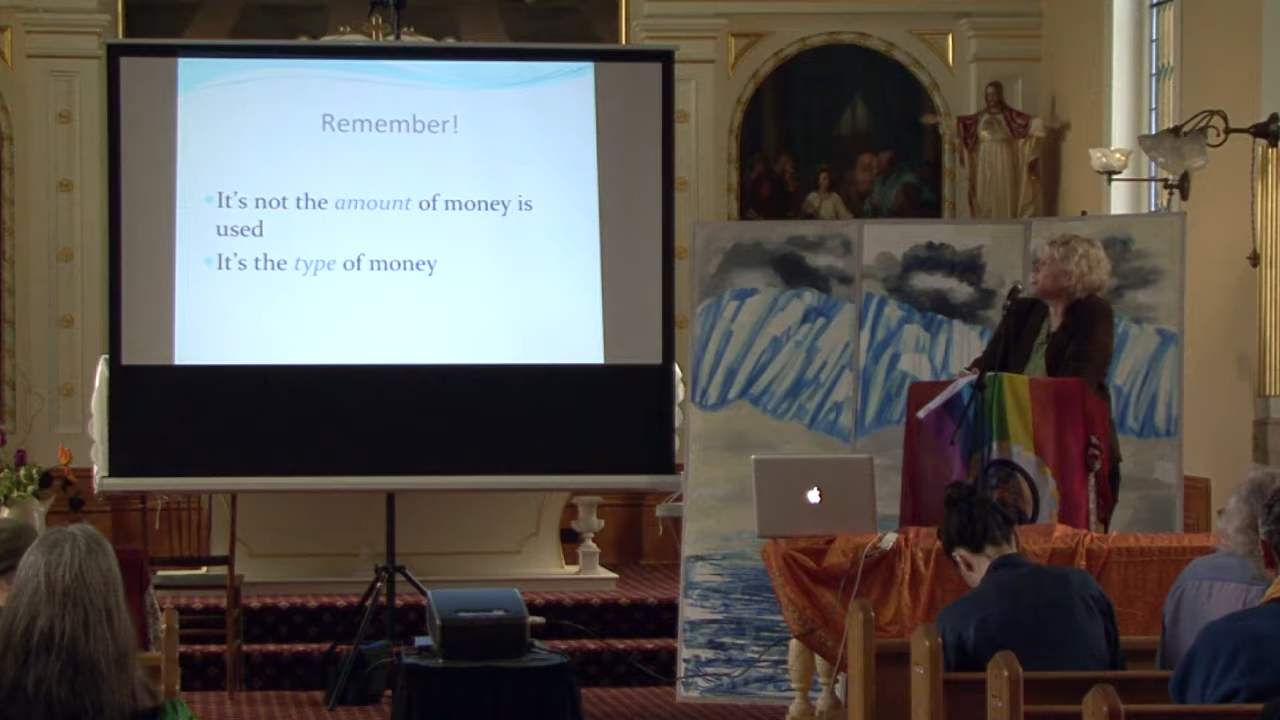 Remember!
It's not the amount of money is
used
It's the type of money